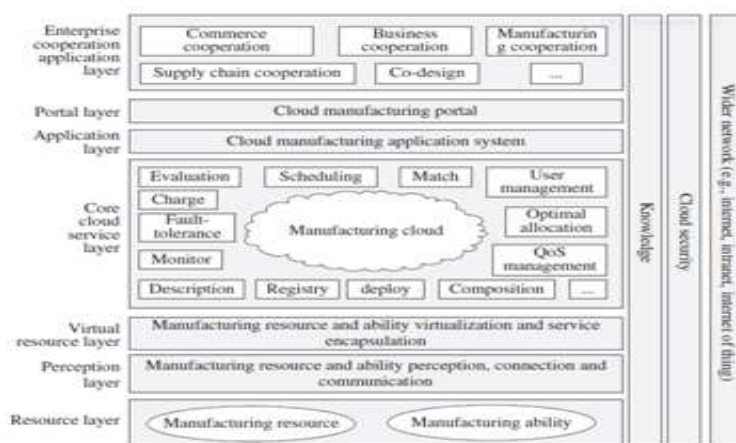 Enterprise
cooperation
application
layer
Commerce
cooperation
Business
cooperation
Manufacturin
g cooperation
Supply chain cooperation
Co-design
...
Portal layer
Cloud manufacturing portal
Application
layer
Cloud manufacturing application system
Core
cloud
service
layer
Evaluation
Scheduling
Match
User
management
Charge
Fault-
tolerance
Manufacturing cloud
Optimal
allocation
Monitor
QoS
management
Description
Registry
deploy
Composition
...
Virtual
resource layer
Manufacturing resource and ability virtualization and service
encapsulation
Perception
layer
Manufacturing resource and ability perception, connection and
communication
Resource layer
Manufacturing resource
Manufacturing ability
Knowledge
Cloud security
Wider network (e.g., internet, intranet, internet of thing)